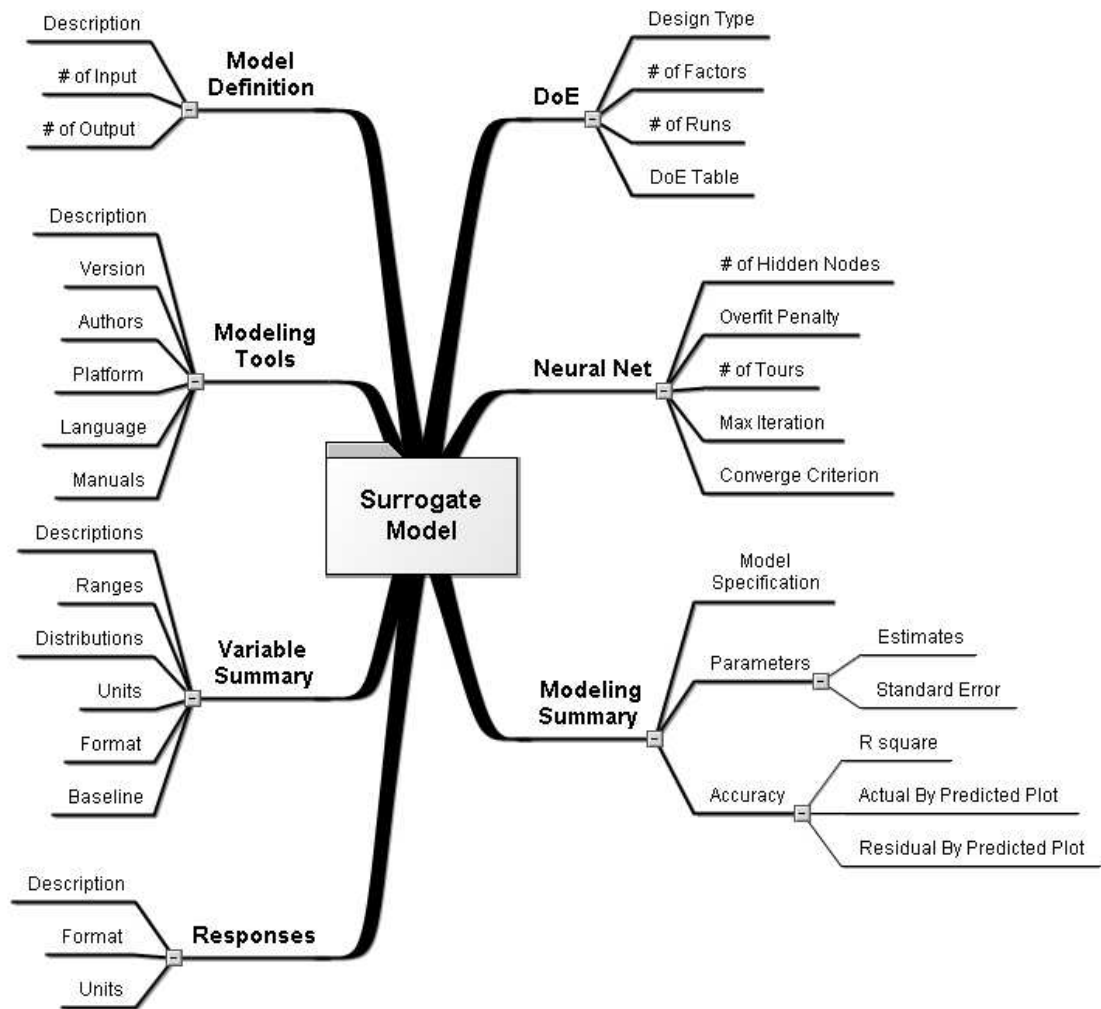 Description
# of Input
# of Output
Model
Definition
Description
Version
Authors
Platform
Language
Manuals
Modeling
Tools
Descriptions
Ranges
Distributions
Units
Format
Baseline
Variable
Summary
Description
Format
Units
Responses
Surrogate
Model
DoE
Design Type
# of Factors
# of Runs
DoE Table
Neural Net
# of Hidden Nodes
Overfit Penalty
# of Tours
Max Iteration
Converge Criterion
Modeling
Summary
Model
Specification
Parameters
Estimates
Standard Error
Accuracy
R square
Actual By Predicted Plot
Residual By Predicted Plot